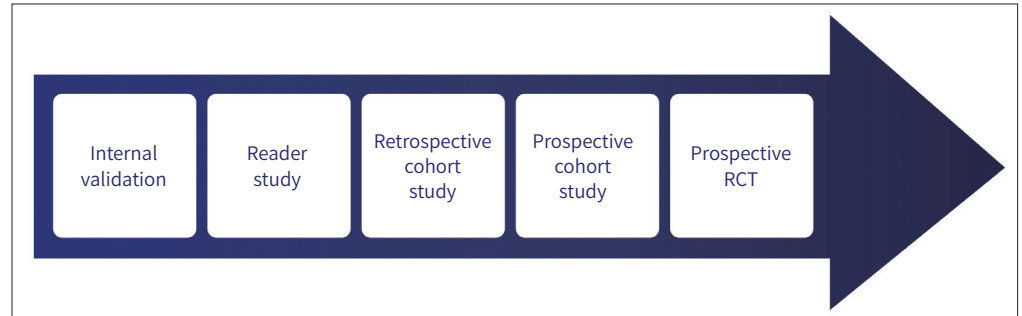 Internal
validation
Reader
study
Retrospective
cohort
study
Prospective
cohort
study
Prospective
RCT